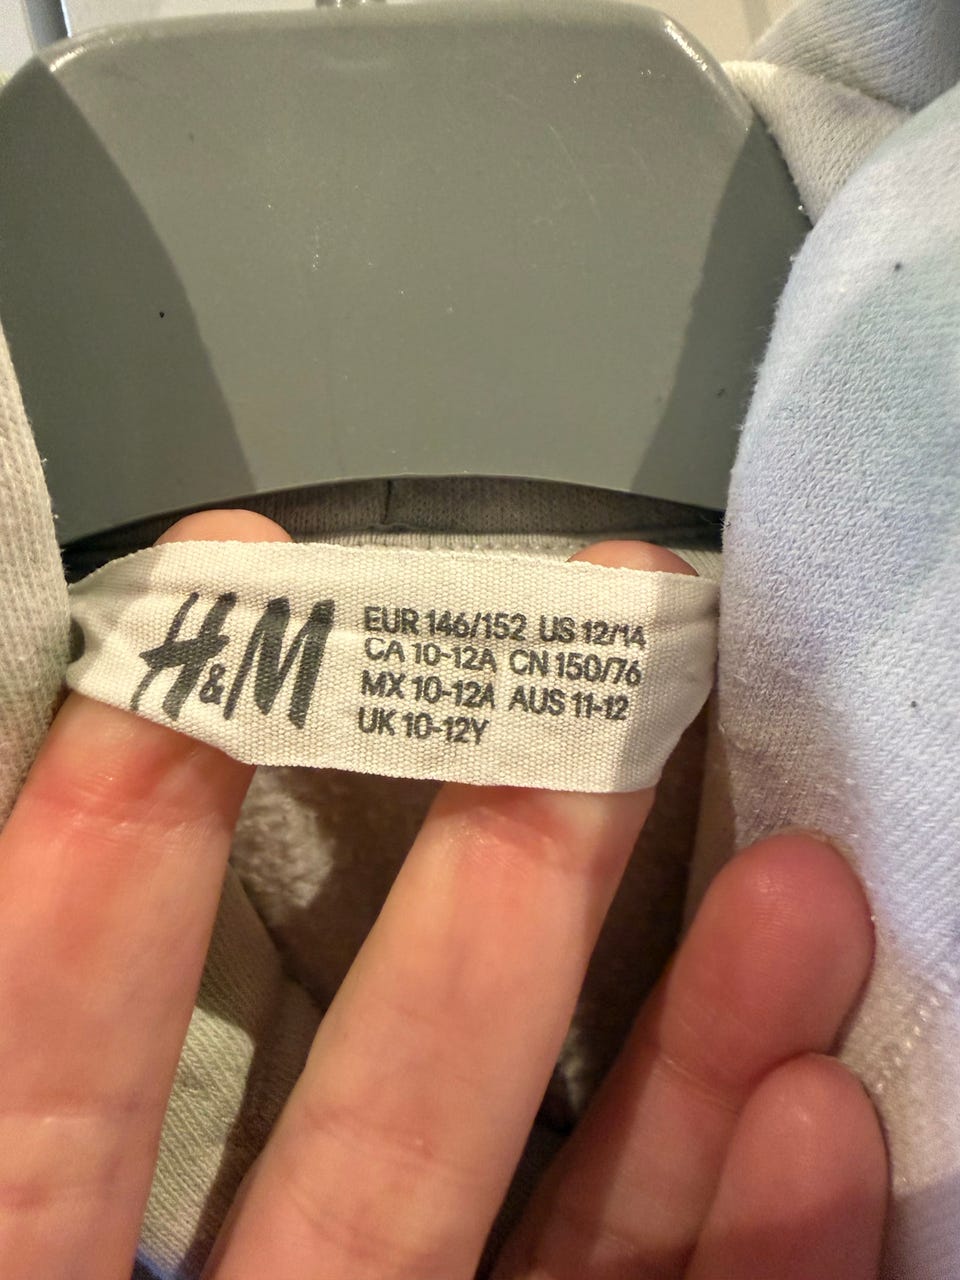 H&M
EUR 146/152 US 12/14
CA 10-12A CN 150/76
MX 10-12A AUS 11-12
UK 10-12Y